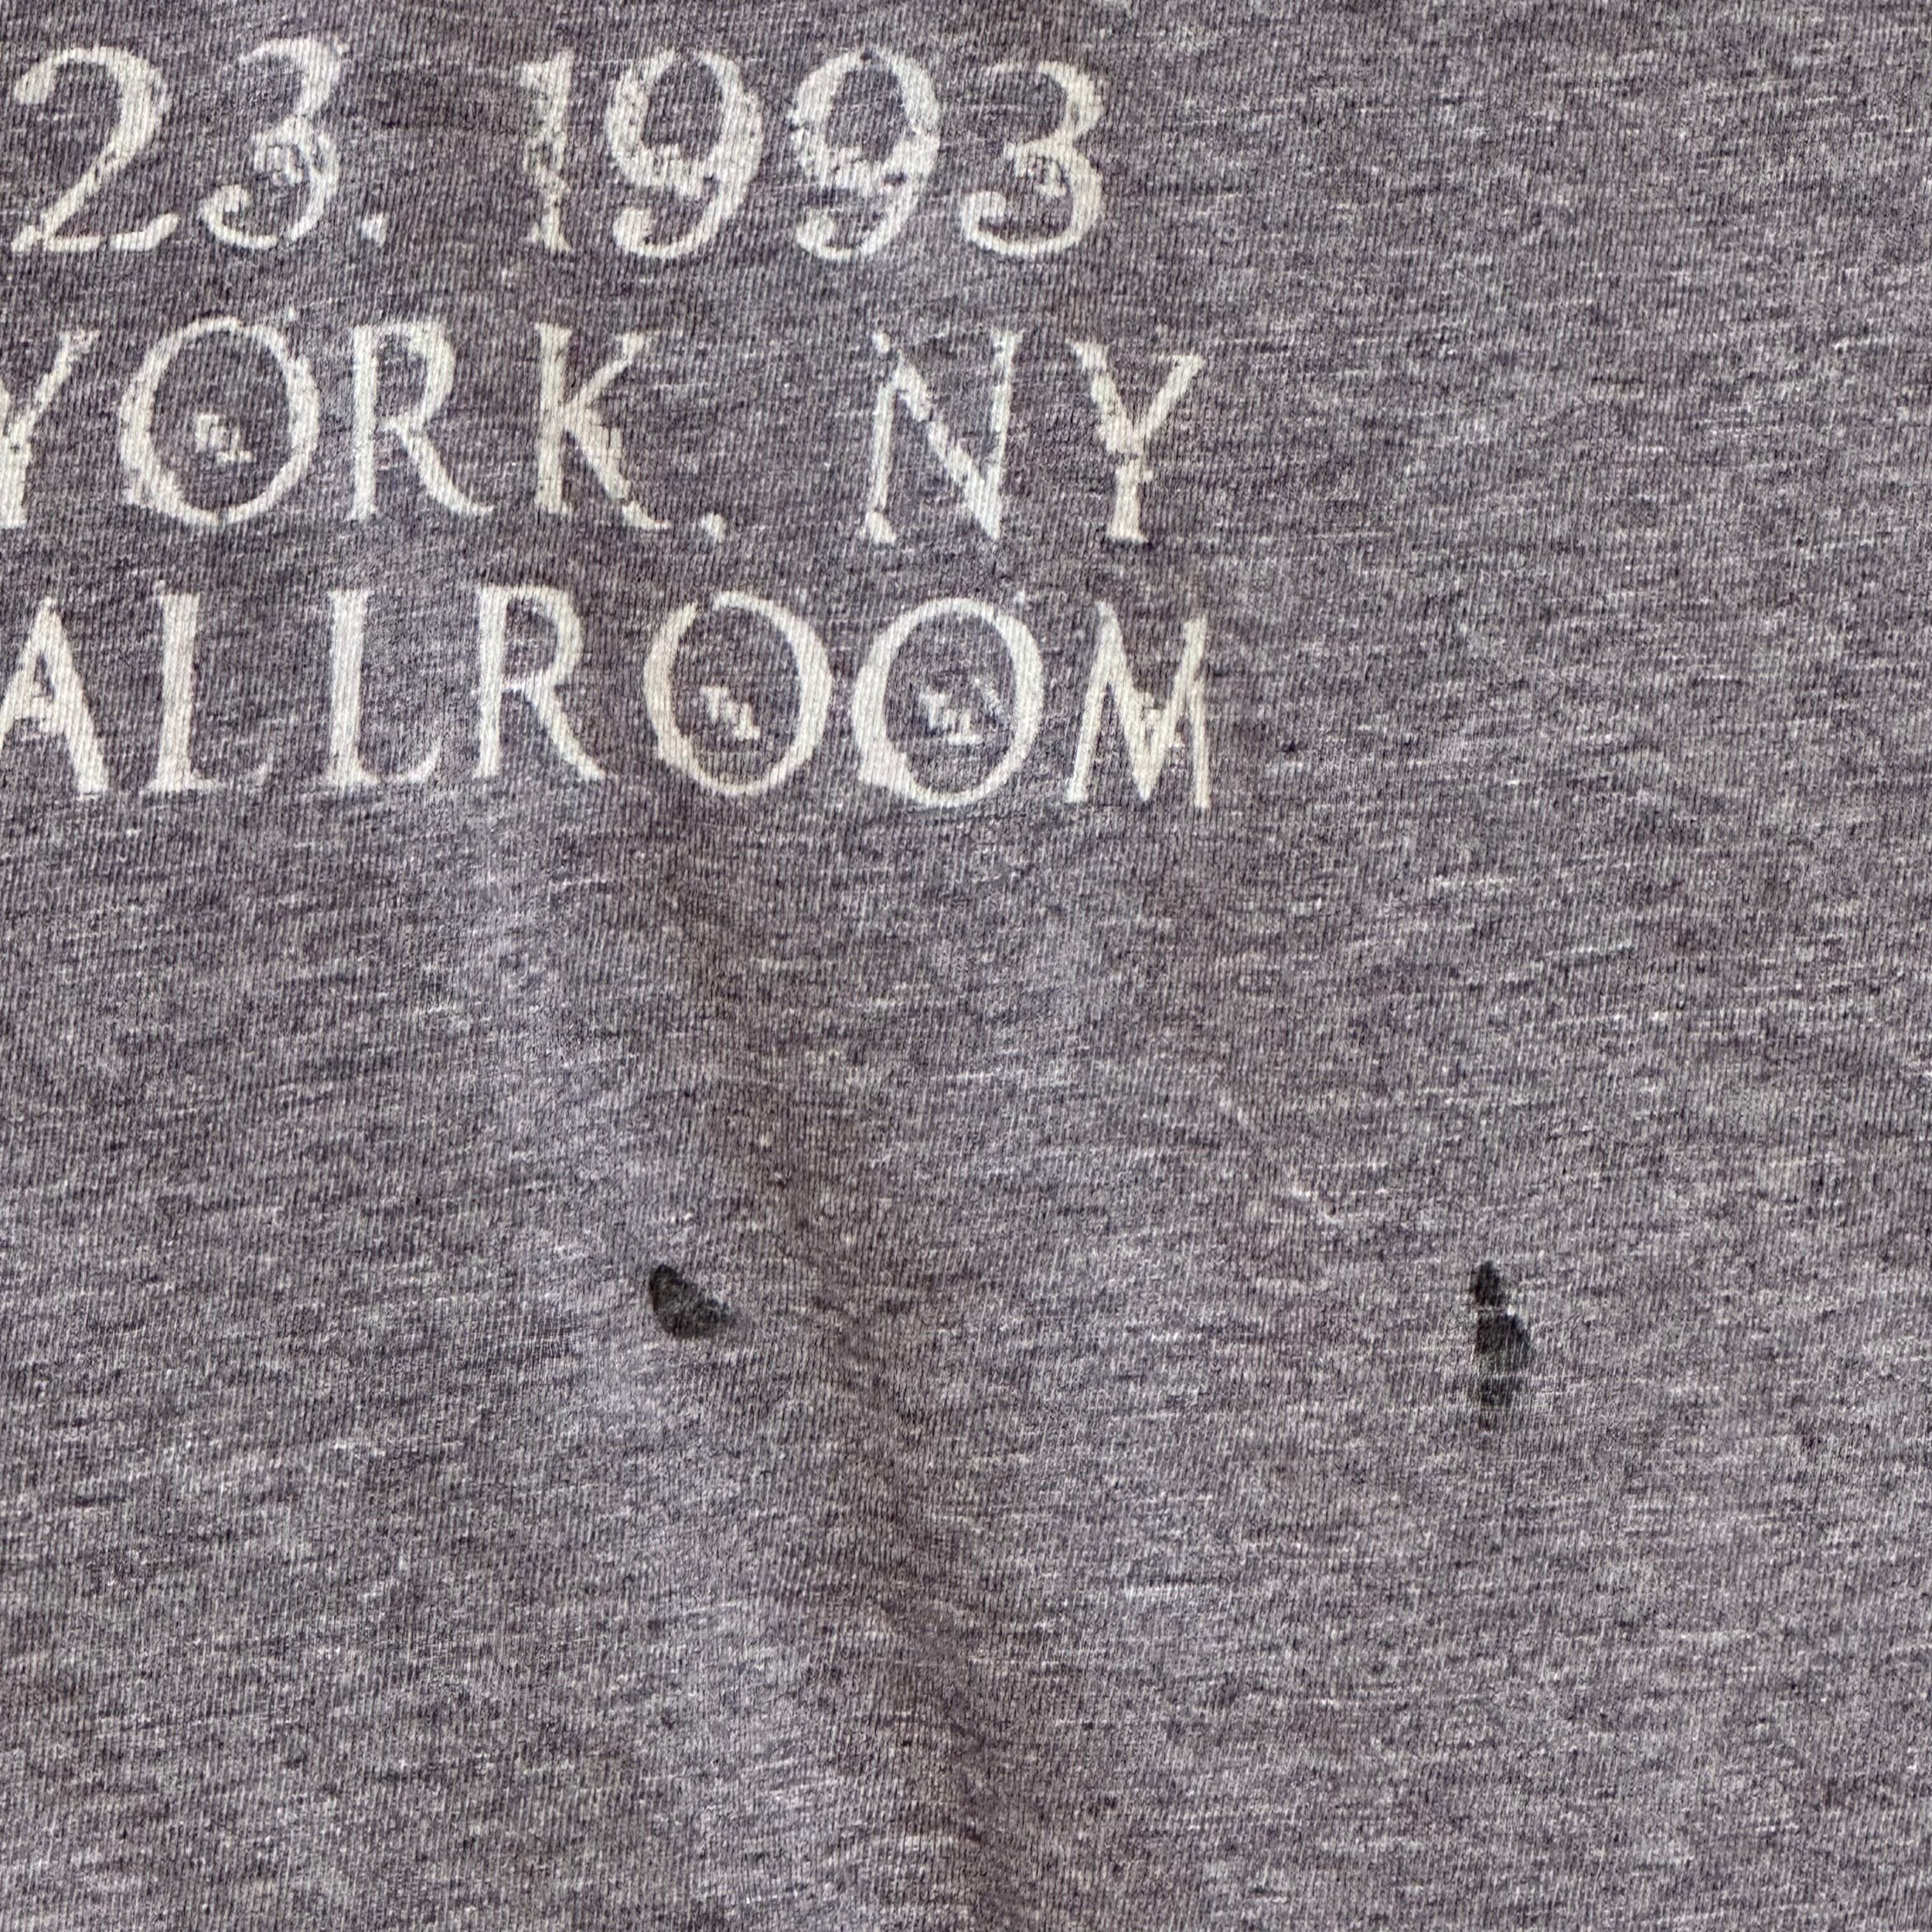 23. 1993
YORK, NY
ALLROOM